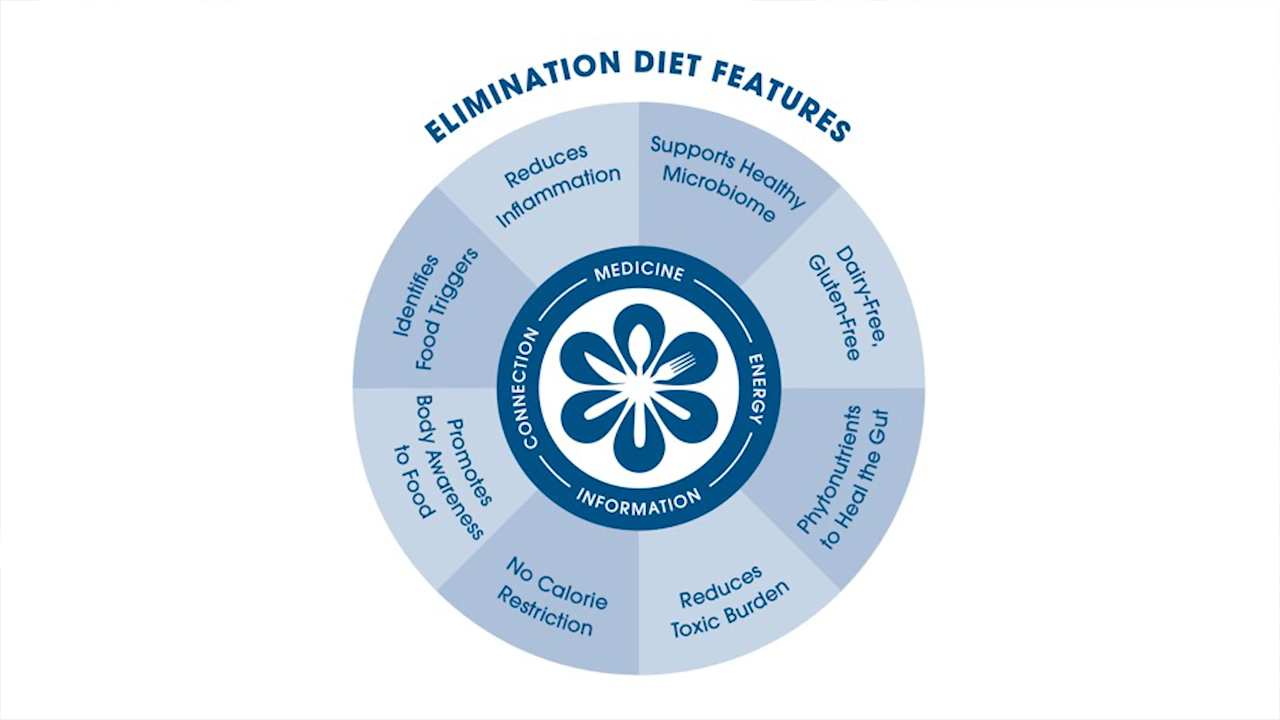 ELIMINATION DIET FEATURES
Supports Healthy
Microbiome
Dairy-Free,
Gluten-Free
Phytonutrients
to Heal the Gut
Reduces
Toxic Burden
No Calorie
Restriction
Promotes
Body Awareness
to Food
Identifies
Food Triggers
Reduces
Inflammation
MEDICINE
ENERGY
INFORMATION
CONNECTION